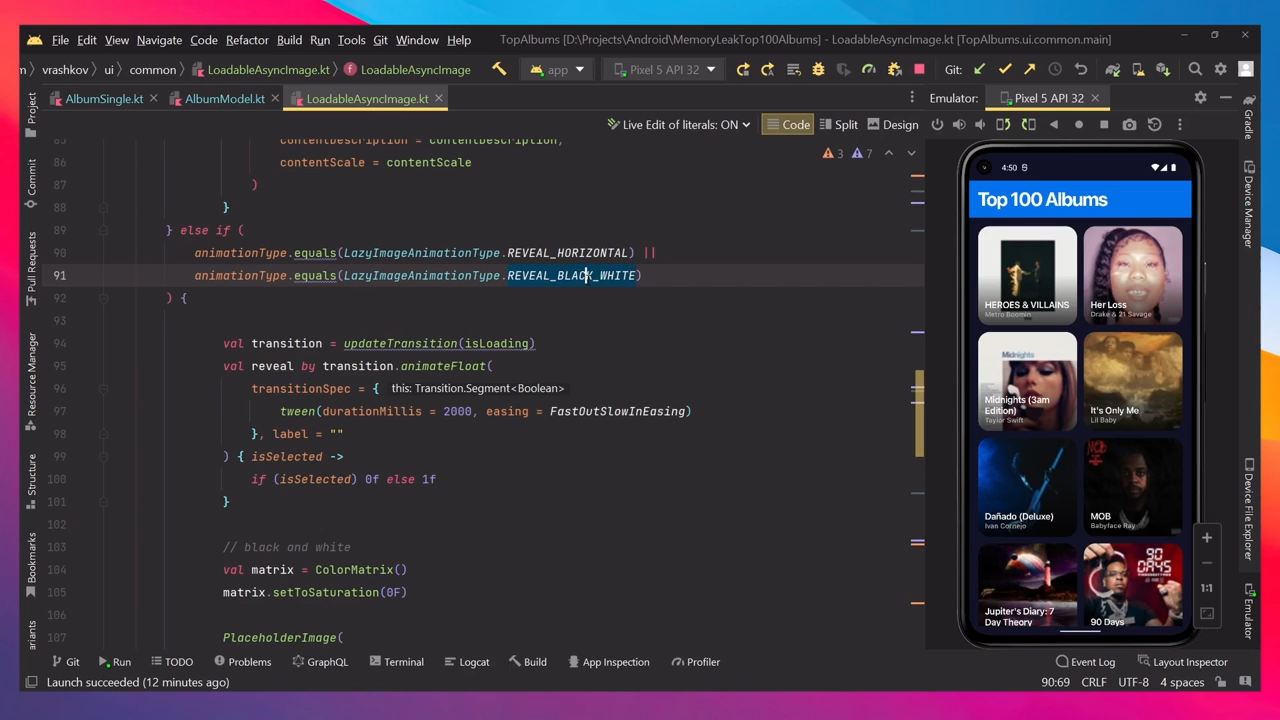 File Edit View Navigate Code Refactor Build Run Tools Git Window Help TopAlbums [D:\Projects\Android\MemoryLeakTop100Albums] - LoadableAsyncImage.kt [TopAlbums.ui.common.main]
vrashkov ui common LoadableAsyncImage.kt LoadableAsyncImage app Pixel 5 API 32 Git:
AlbumSingle.kt AlbumModel.kt LoadableAsyncImage.kt Emulator: Pixel 5 API 32
Live Edit of literals: ON Code Split Design
3 7
Project
Commit
Pull Requests
Resource Manager
Structure
Bookmarks
85 contentDescription = contentDescription,
86 contentScale = contentScale
87 )
88 }
89 } else if (
90 animationType.equals(LazyImageAnimationType.REVEAL_HORIZONTAL) ||
91 animationType.equals(LazyImageAnimationType.REVEAL_BLACK_WHITE)
92 ) {
93
94 val transition = updateTransition(isLoading)
95 val reveal by transition.animateFloat(
96 transitionSpec = { this: Transition.Segment<Boolean>
97 tween(durationMillis = 2000, easing = FastOutSlowInEasing)
98 }, label = ""
99 ) { isSelected ->
100 if (isSelected) 0f else 1f
101 }
102
103 // black and white
104 val matrix = ColorMatrix()
105 matrix.setToSaturation(0F)
106
107 PlaceholderImage(
4:50
Top 100 Albums
HEROES & VILLAINS
Metro Boomin
Her Loss
Drake & 21 Savage
Midnights
Midnights (3am
Edition)
Taylor Swift
It's Only Me
Lil Baby
Dañado (Deluxe)
Ivan Cornejo
MOB
Babyface Ray
Jupiter's Diary: 7
Day Theory
90
DAYS
90 Days
1:1
Gradle
Device Manager
Device File Explorer
Emulator
Git Run TODO Problems GraphQL Terminal Logcat Build App Inspection Profiler Event Log Layout Inspector
Launch succeeded (12 minutes ago) 90:69 CRLF UTF-8 4 spaces